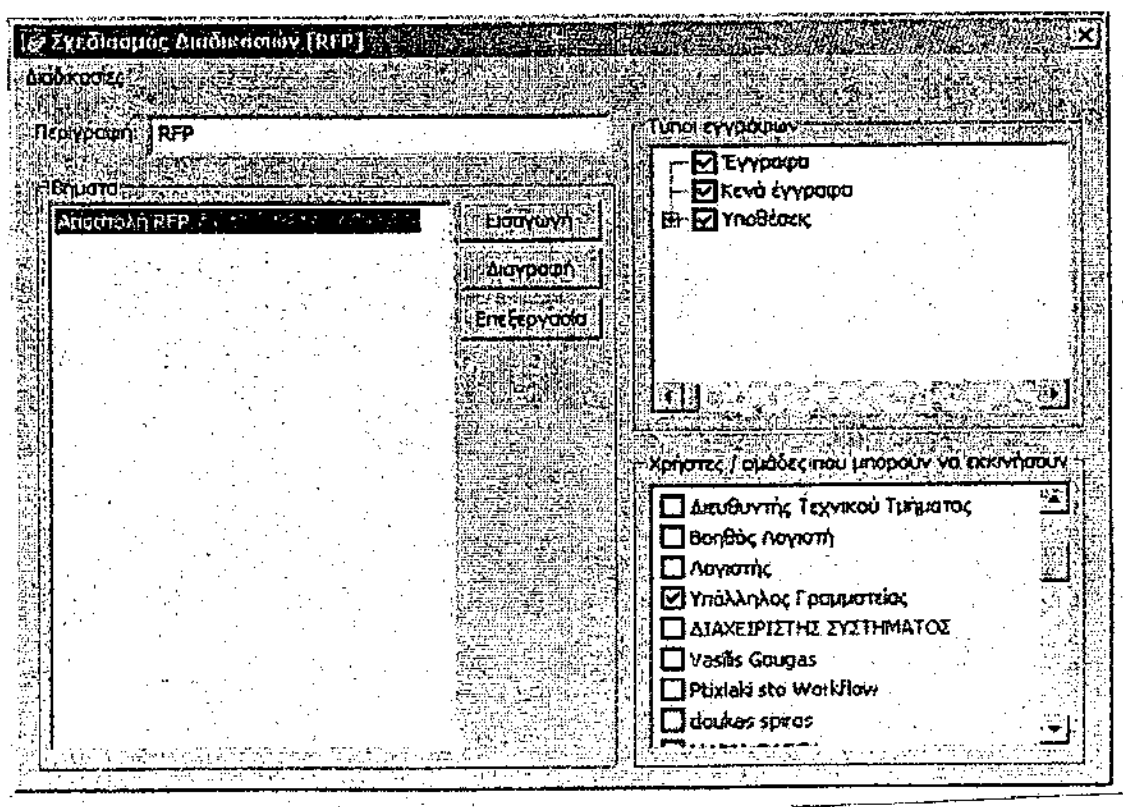 Σχεδιασμός Διαδικασιών [RFP]
Διαδικασίες
Περιγραφή RFP
Βήματα
Αποστολή RFP
Εισαγωγή
Διαγραφή
Επεξεργασία
Τύποι εγγράφων
Έγγραφα
Κενά έγγραφα
Υποθέσεις
Χρήστες / ομάδες που μπορούν να εκκινήσουν
Διευθυντής Τεχνικού Τμήματος
Βοηθός Λογιστή
Λογιστής
Υπάλληλος Γραμματείας
ΔΙΑΧΕΙΡΙΣΤΗΣ ΣΥΣΤΗΜΑΤΟΣ
Vasilis Gougas
Ptixiaki sto Workflow
doukas spiros